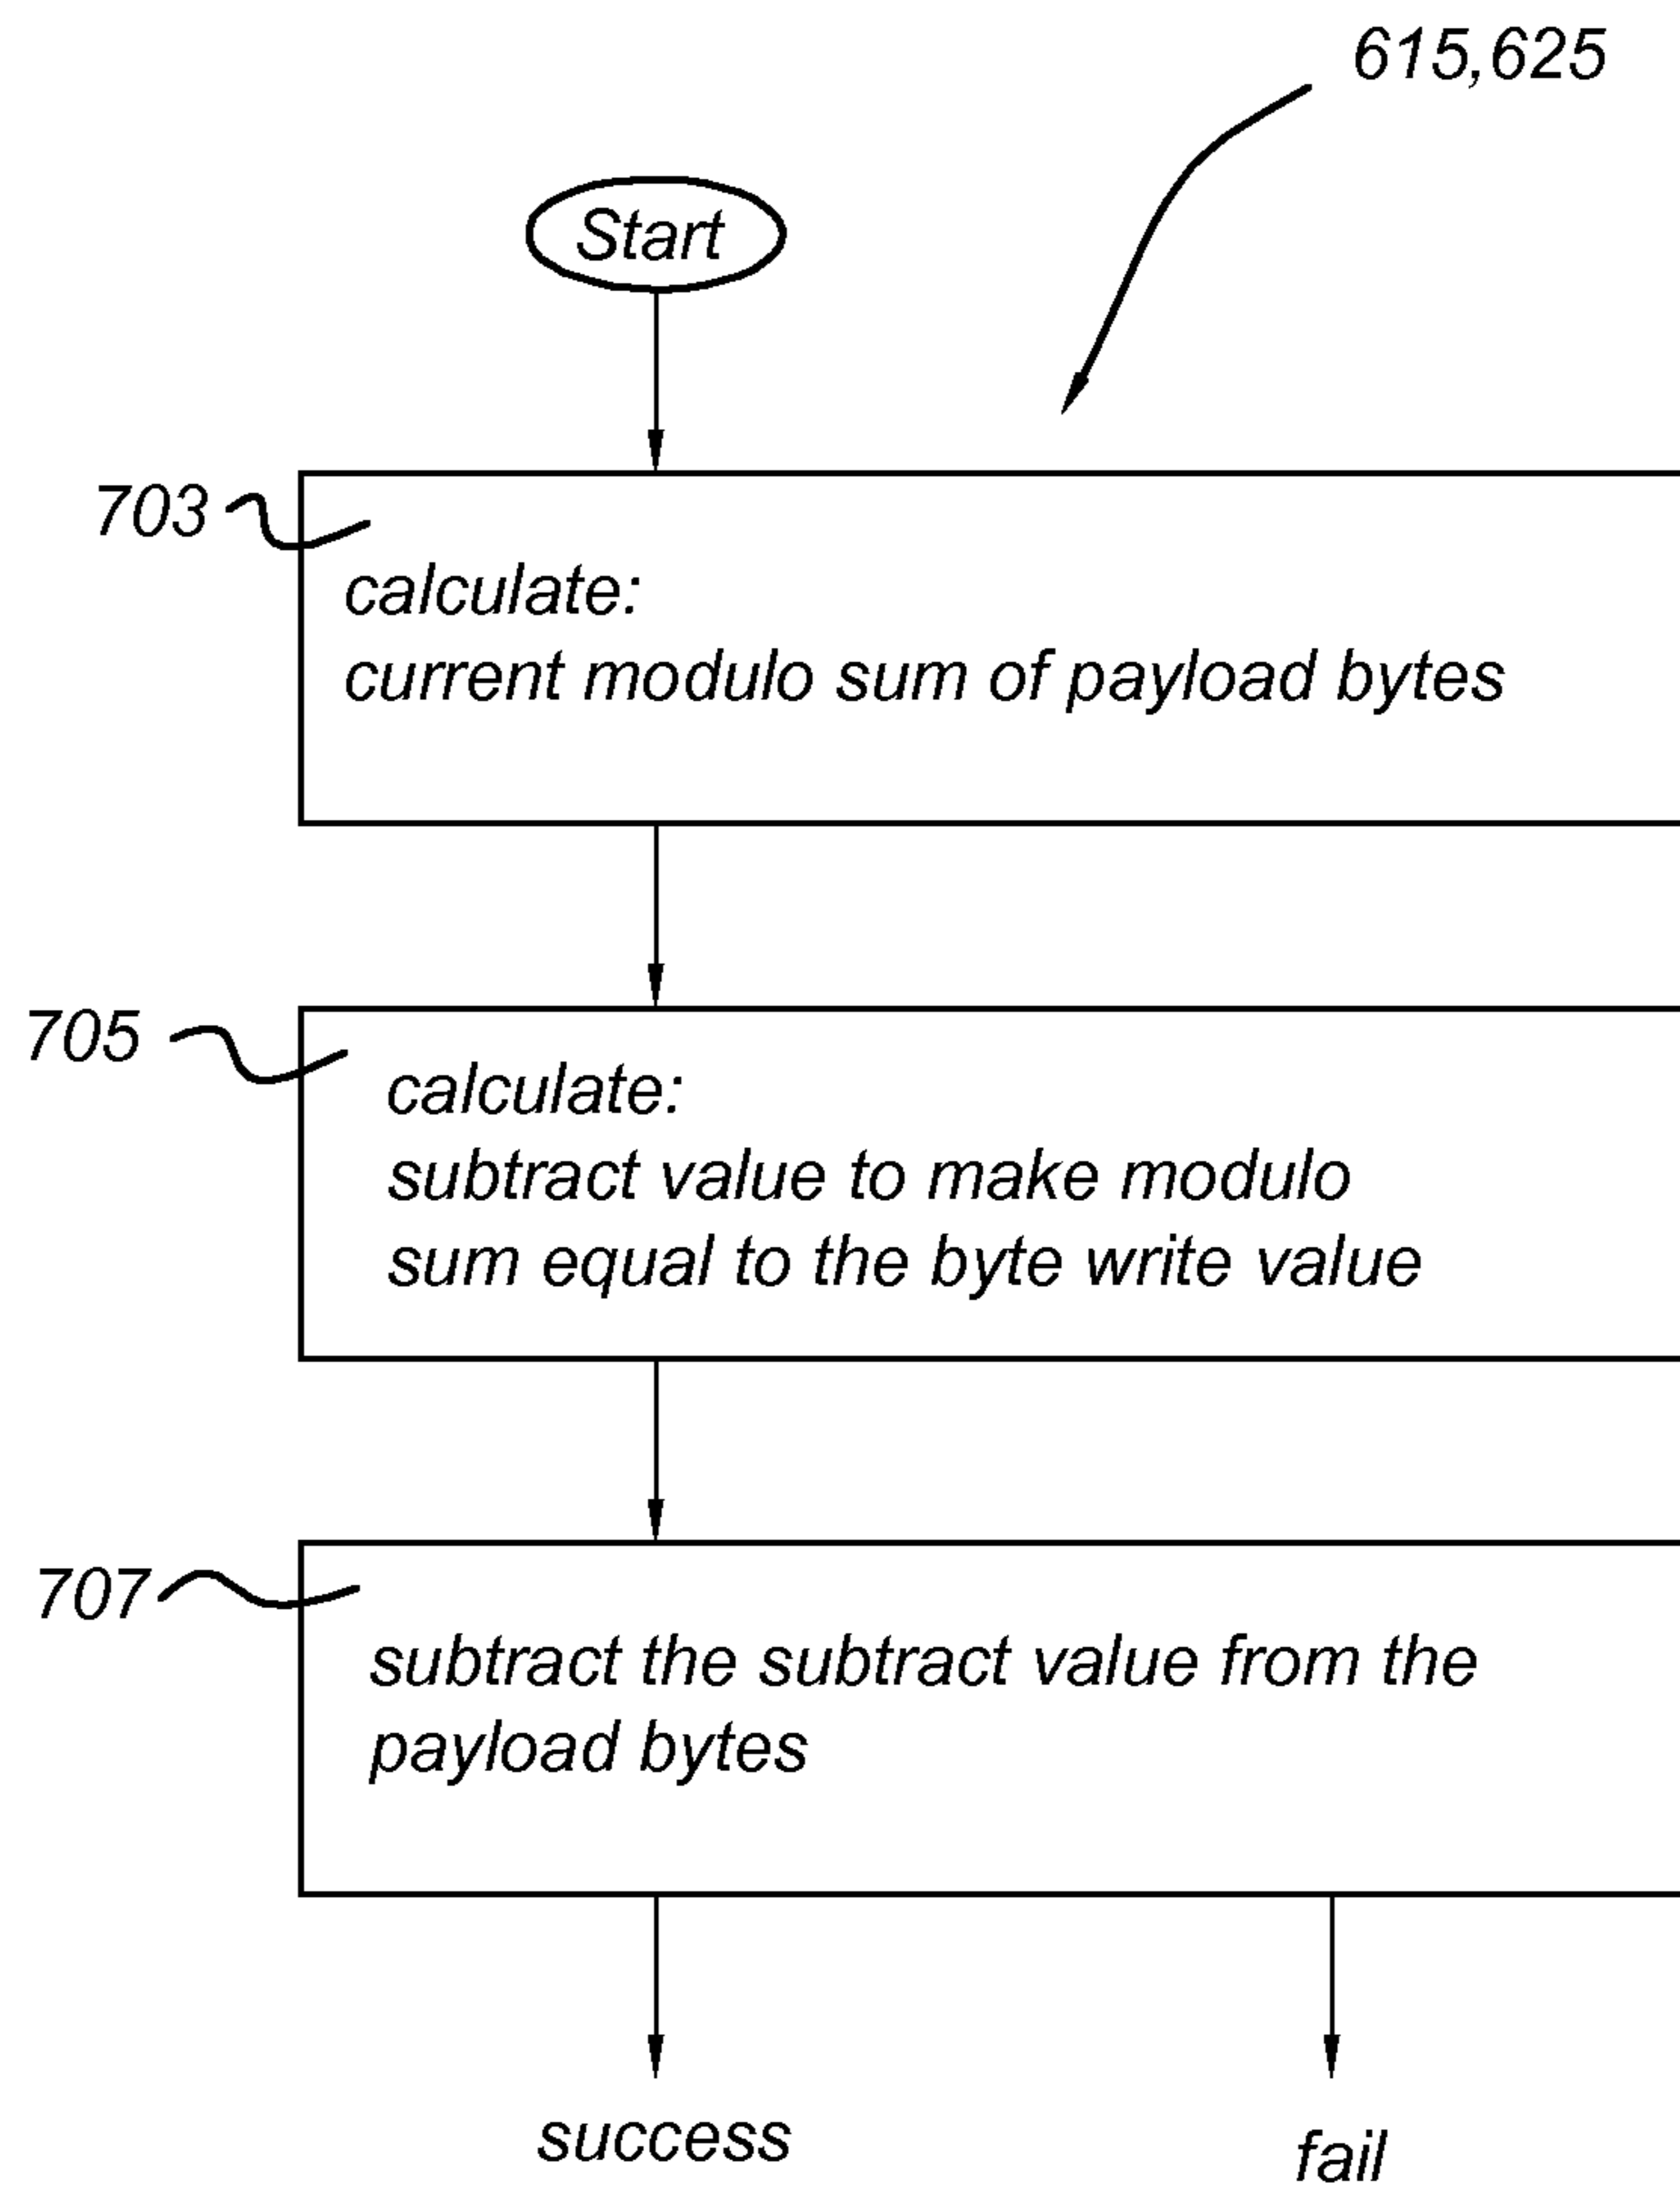 615,625
Start
703
calculate:
current modulo sum of payload bytes
705
calculate:
subtract value to make modulo
sum equal to the byte write value
707
subtract the subtract value from the
payload bytes
success
fail